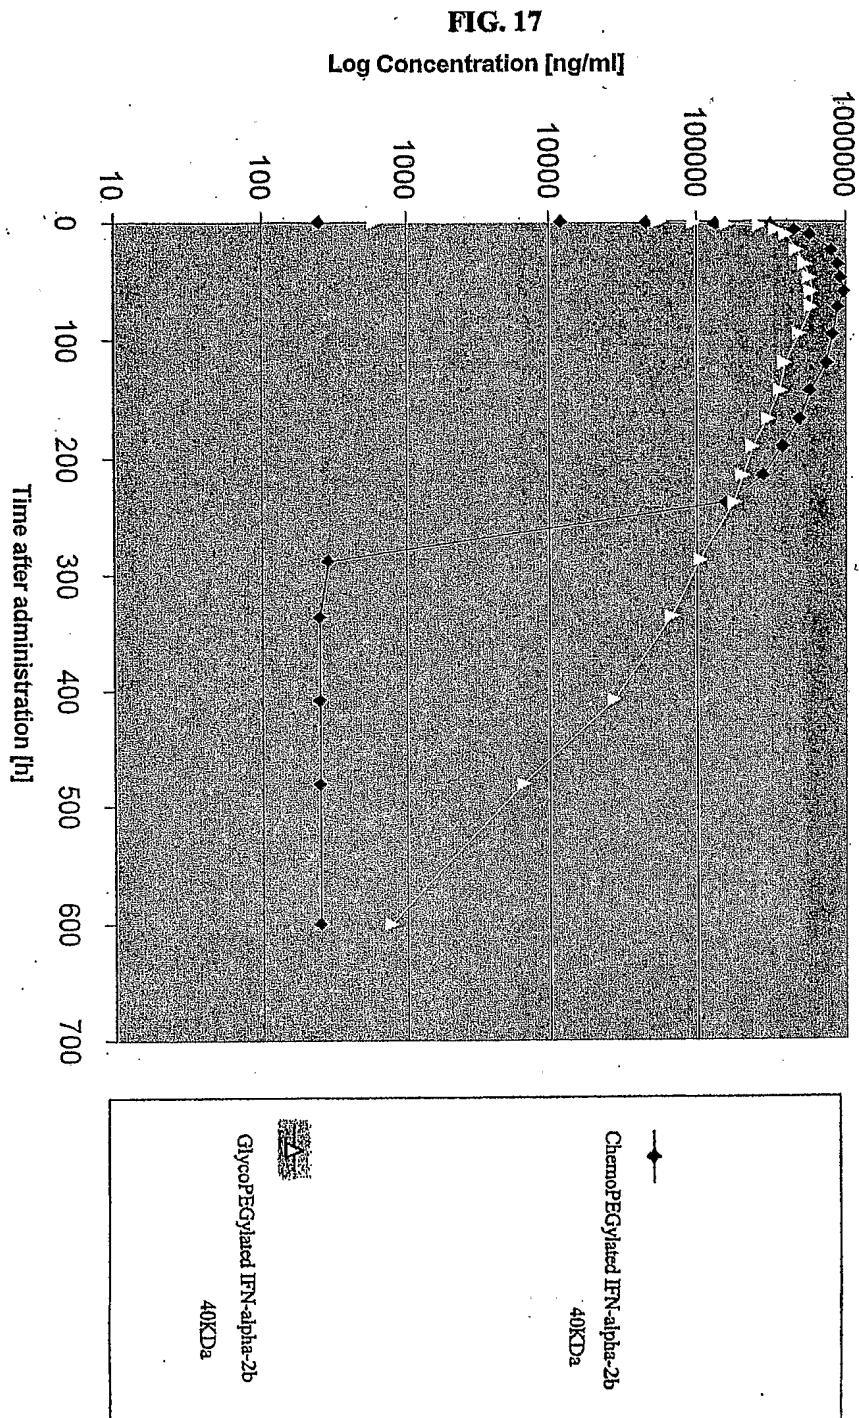 FIG. 17
Log Concentration [ng/ml]
1000000
100000
10000
1000
100
10
0
100
200
300
400
500
600
700
Time after administration [h]
ChemoPEGylated IFN-alpha-2b
40KDa
GlycoPEGylated IFN-alpha-2b
40KDa